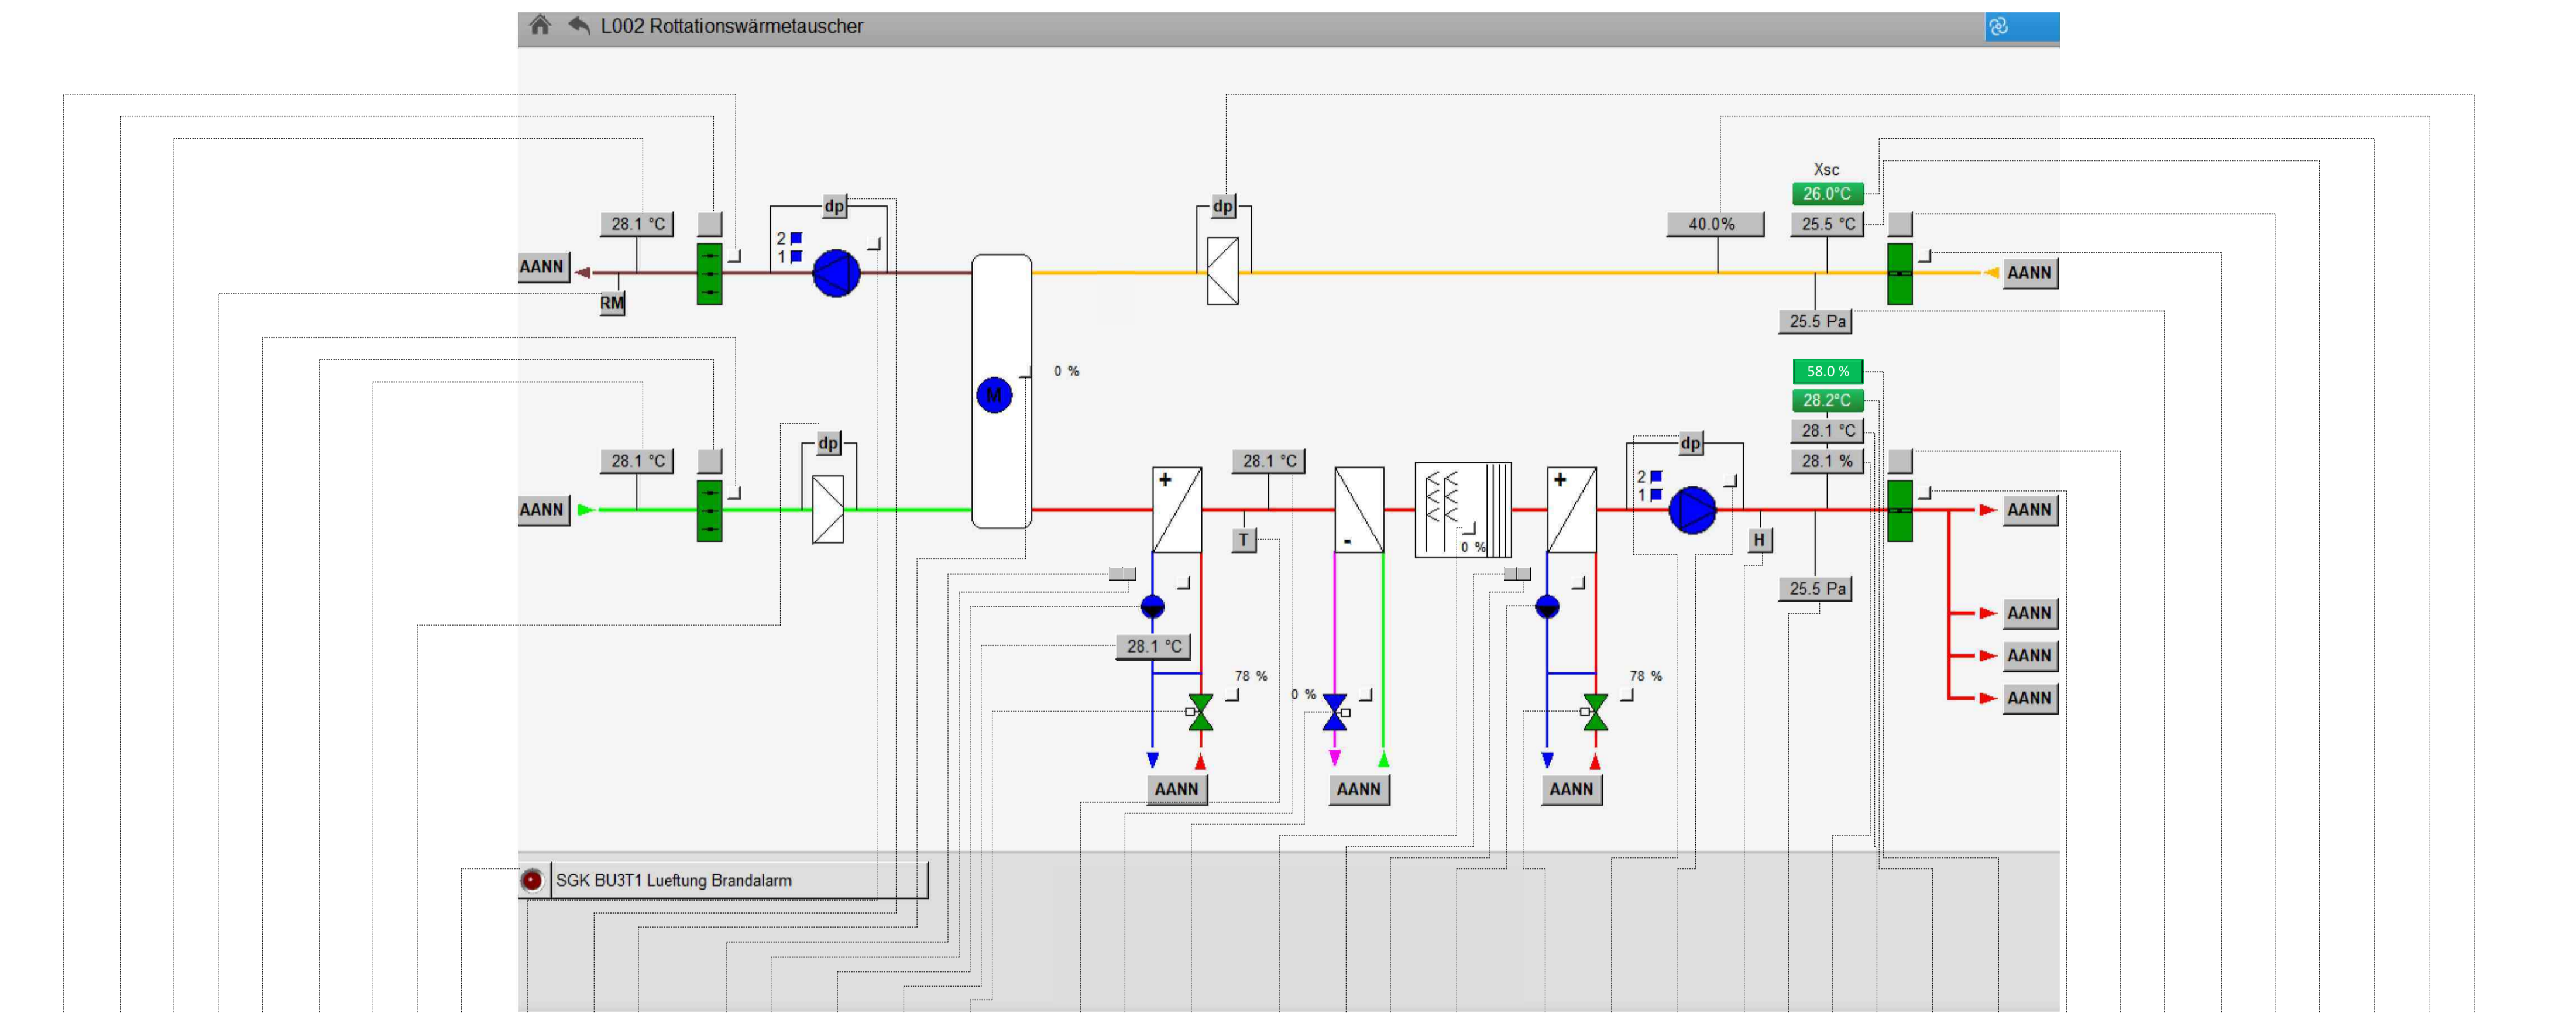 L002 Rottationswärmetauscher
Xsc
26.0°C
dp
dp
28.1 °C
40.0%
25.5 °C
2
1
AANN
AANN
RM
25.5 Pa
0 %
58.0 %
28.2°C
28.1 °C
dp
dp
28.1 °C
28.1 °C
28.1 %
+
+
2
1
M
AANN
AANN
T
-
0 %
H
25.5 Pa
AANN
28.1 °C
AANN
78 %
78 %
0 %
AANN
AANN
AANN
AANN
SGK BU3T1 Lueftung Brandalarm